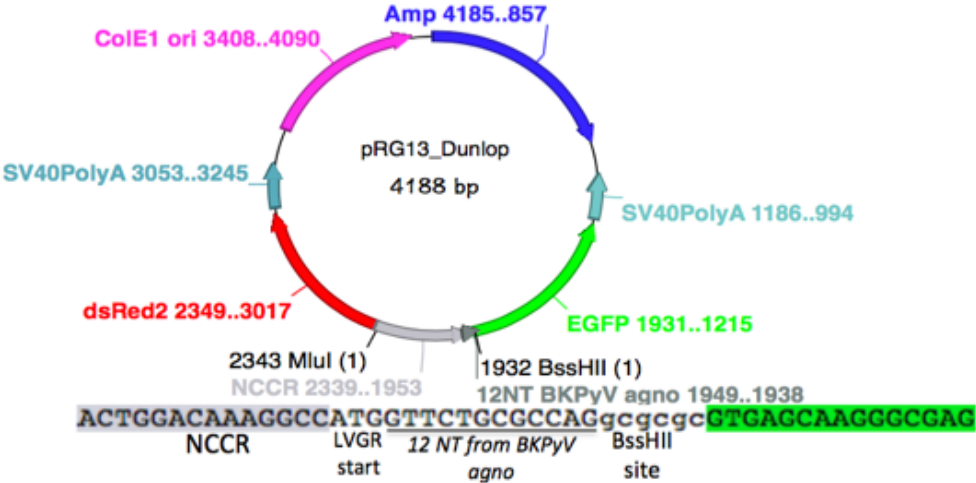 Amp 4185..857
ColE1 ori 3408..4090
pRG13_Dunlop
4188 bp
SV40PolyA 3053..3245
SV40PolyA 1186..994
dsRed2 2349..3017
EGFP 1931..1215
2343 MluI (1)
1932 BssHII (1)
NCCR 2339..1953
12NT BKPyV agno 1949..1938
ACTGGACAAAGGCCATGGTTCTGCGCCAGgcgcgcGTGAGCAAGGGCGAG
NCCR
LVGR
start
12 NT from BKPyV
agno
BssHII
site